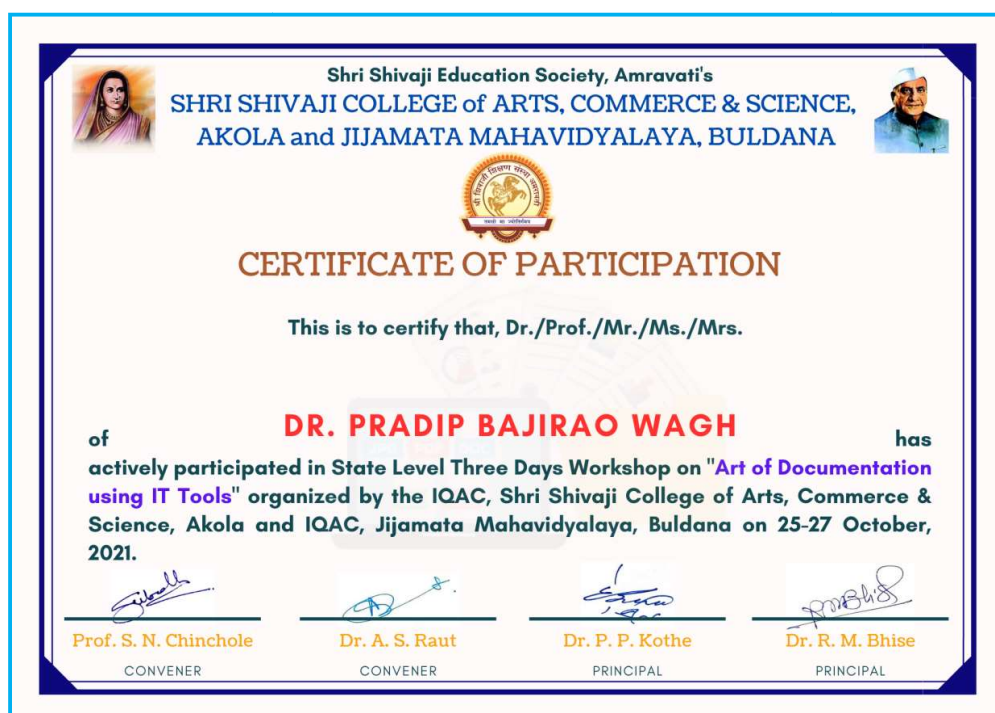 Shri Shivaji Education Society, Amravati's
SHRI SHIVAJI COLLEGE of ARTS, COMMERCE & SCIENCE,
AKOLA and JIJAMATA MAHAVIDYALAYA, BULDANA
श्री शिवाजी शिक्षण संस्था अमरावती
CERTIFICATE OF PARTICIPATION
This is to certify that, Dr./Prof./Mr./Ms./Mrs.
DR. PRADIP BAJIRAO WAGH
of has
actively participated in State Level Three Days Workshop on "Art of Documentation
using IT Tools" organized by the IQAC, Shri Shivaji College of Arts, Commerce &
Science, Akola and IQAC, Jijamata Mahavidyalaya, Buldana on 25-27 October,
2021.
Prof. S. N. Chinchole Dr. A. S. Raut Dr. P. P. Kothe Dr. R. M. Bhise
CONVENER CONVENER PRINCIPAL PRINCIPAL